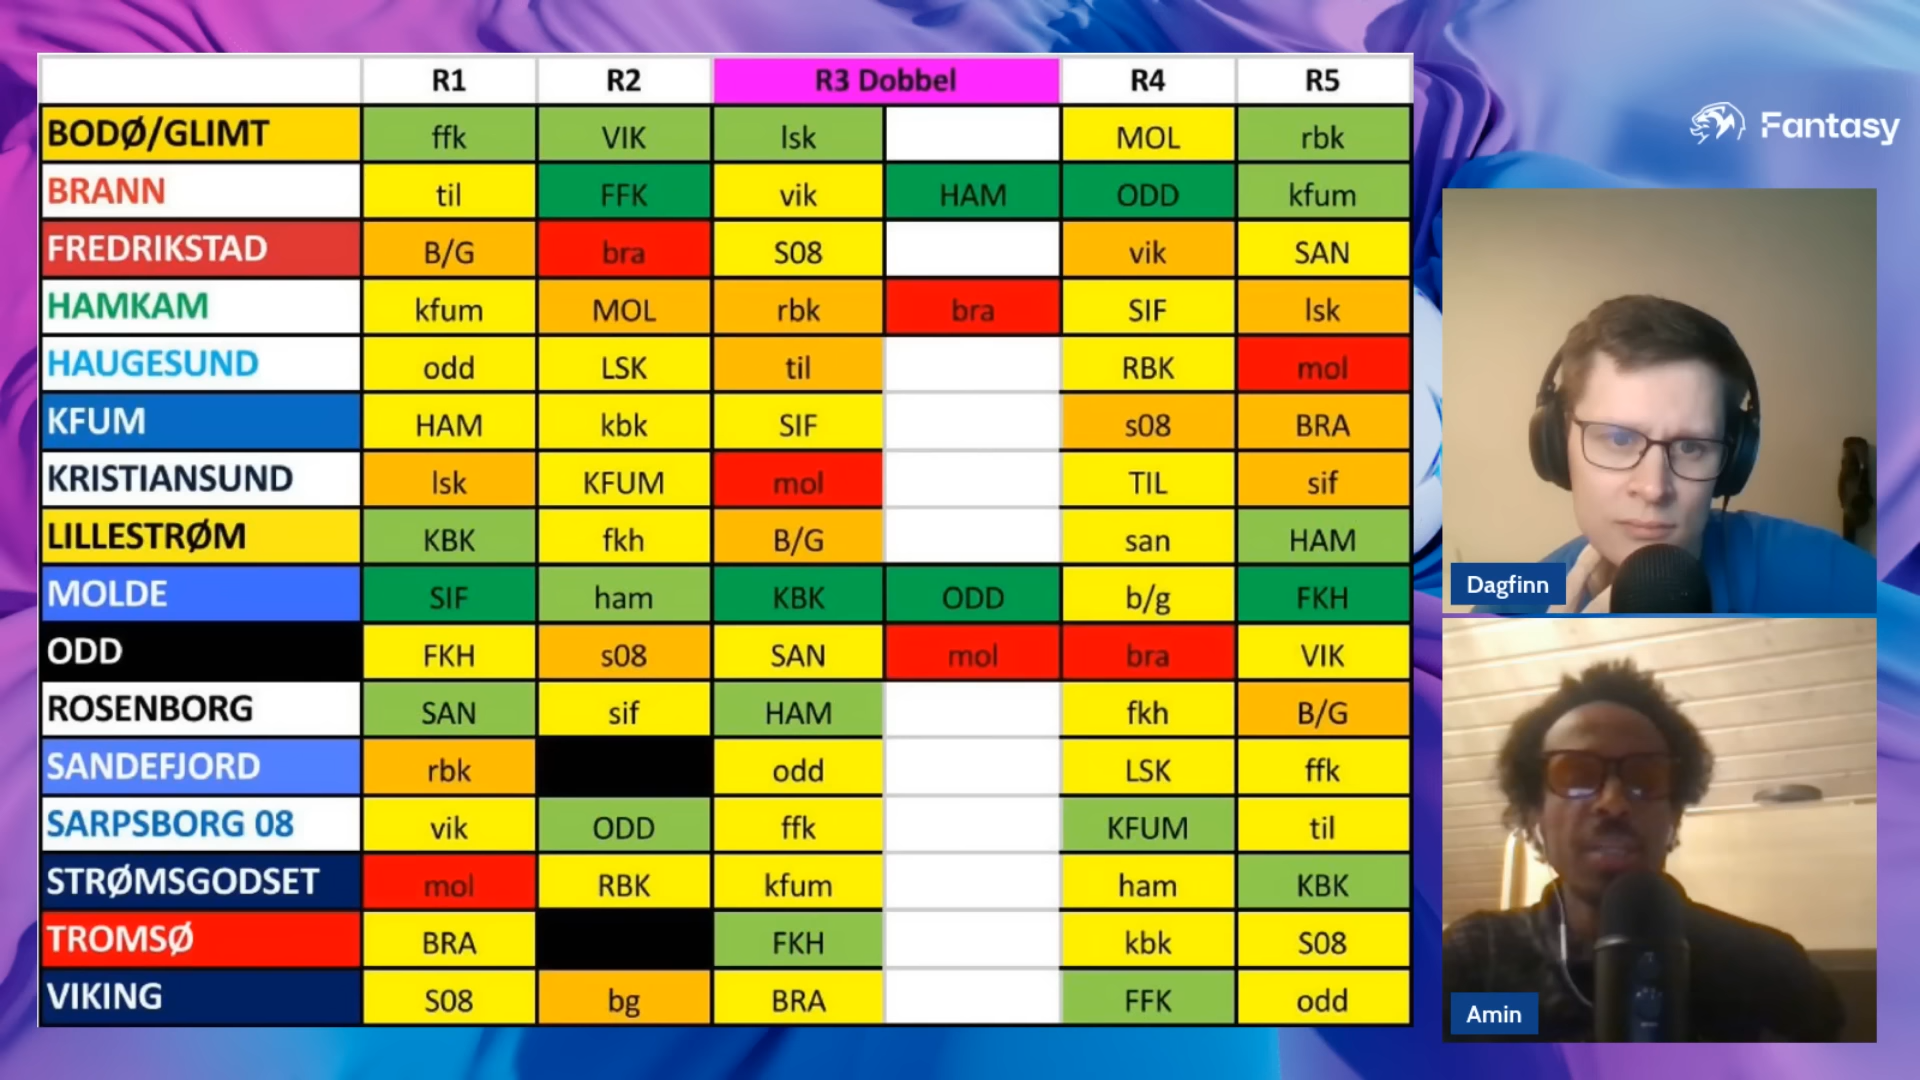 R1 R2 R3 Dobbel R4 R5
BODØ/GLIMT ffk VIK lsk MOL rbk
BRANN til FFK vik HAM ODD kfum
FREDRIKSTAD B/G bra S08 vik SAN
HAMKAM kfum MOL rbk bra SIF lsk
HAUGESUND odd LSK til RBK mol
KFUM HAM kbk SIF s08 BRA
KRISTIANSUND lsk KFUM mol TIL sif
LILLESTRØM KBK fkh B/G san HAM
MOLDE SIF ham KBK ODD b/g FKH
ODD FKH s08 SAN mol bra VIK
ROSENBORG SAN sif HAM fkh B/G
SANDEFJORD rbk odd LSK ffk
SARPSBORG 08 vik ODD ffk KFUM til
STRØMSGODSET mol RBK kfum ham KBK
TROMSØ BRA FKH kbk S08
VIKING S08 bg BRA FFK odd
Fantasy
Dagfinn
Amin